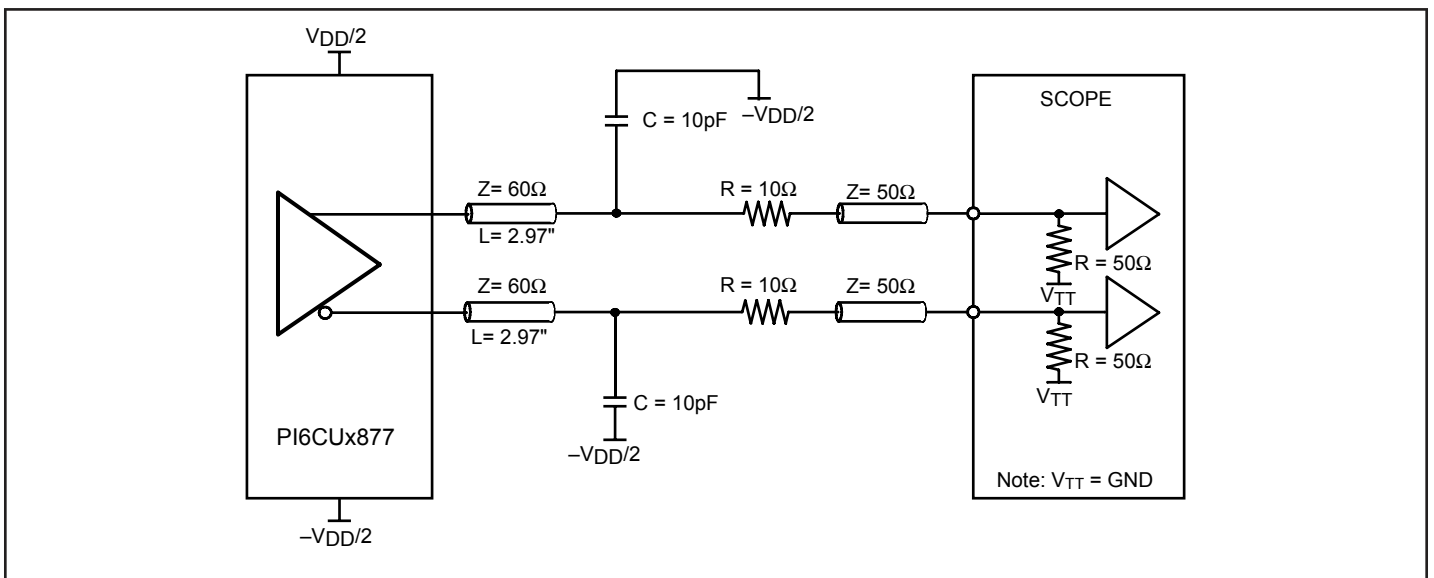 VDD/2
SCOPE
C = 10pF
–VDD/2
Z= 60Ω
R = 10Ω
Z= 50Ω
L= 2.97"
R = 50Ω
VTT
Z= 60Ω
R = 10Ω
Z= 50Ω
L= 2.97"
R = 50Ω
VTT
C = 10pF
PI6CUx877
–VDD/2
Note: VTT = GND
–VDD/2